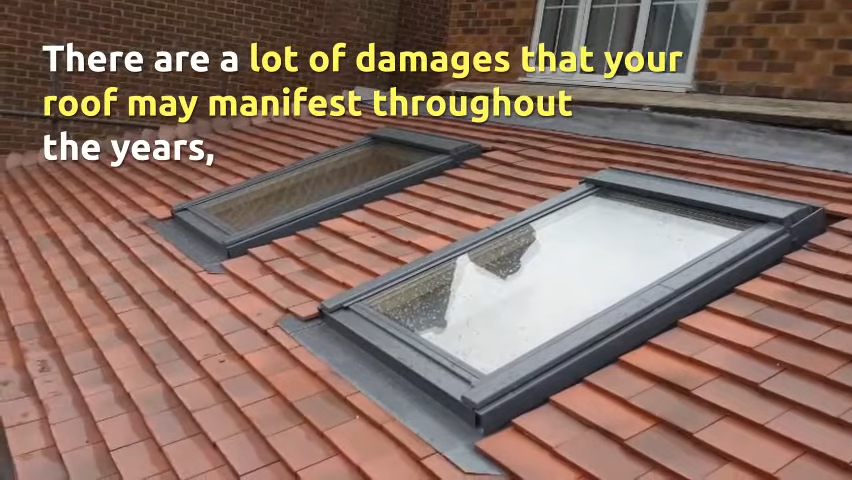 There are a lot of damages that your
roof may manifest throughout
the years,